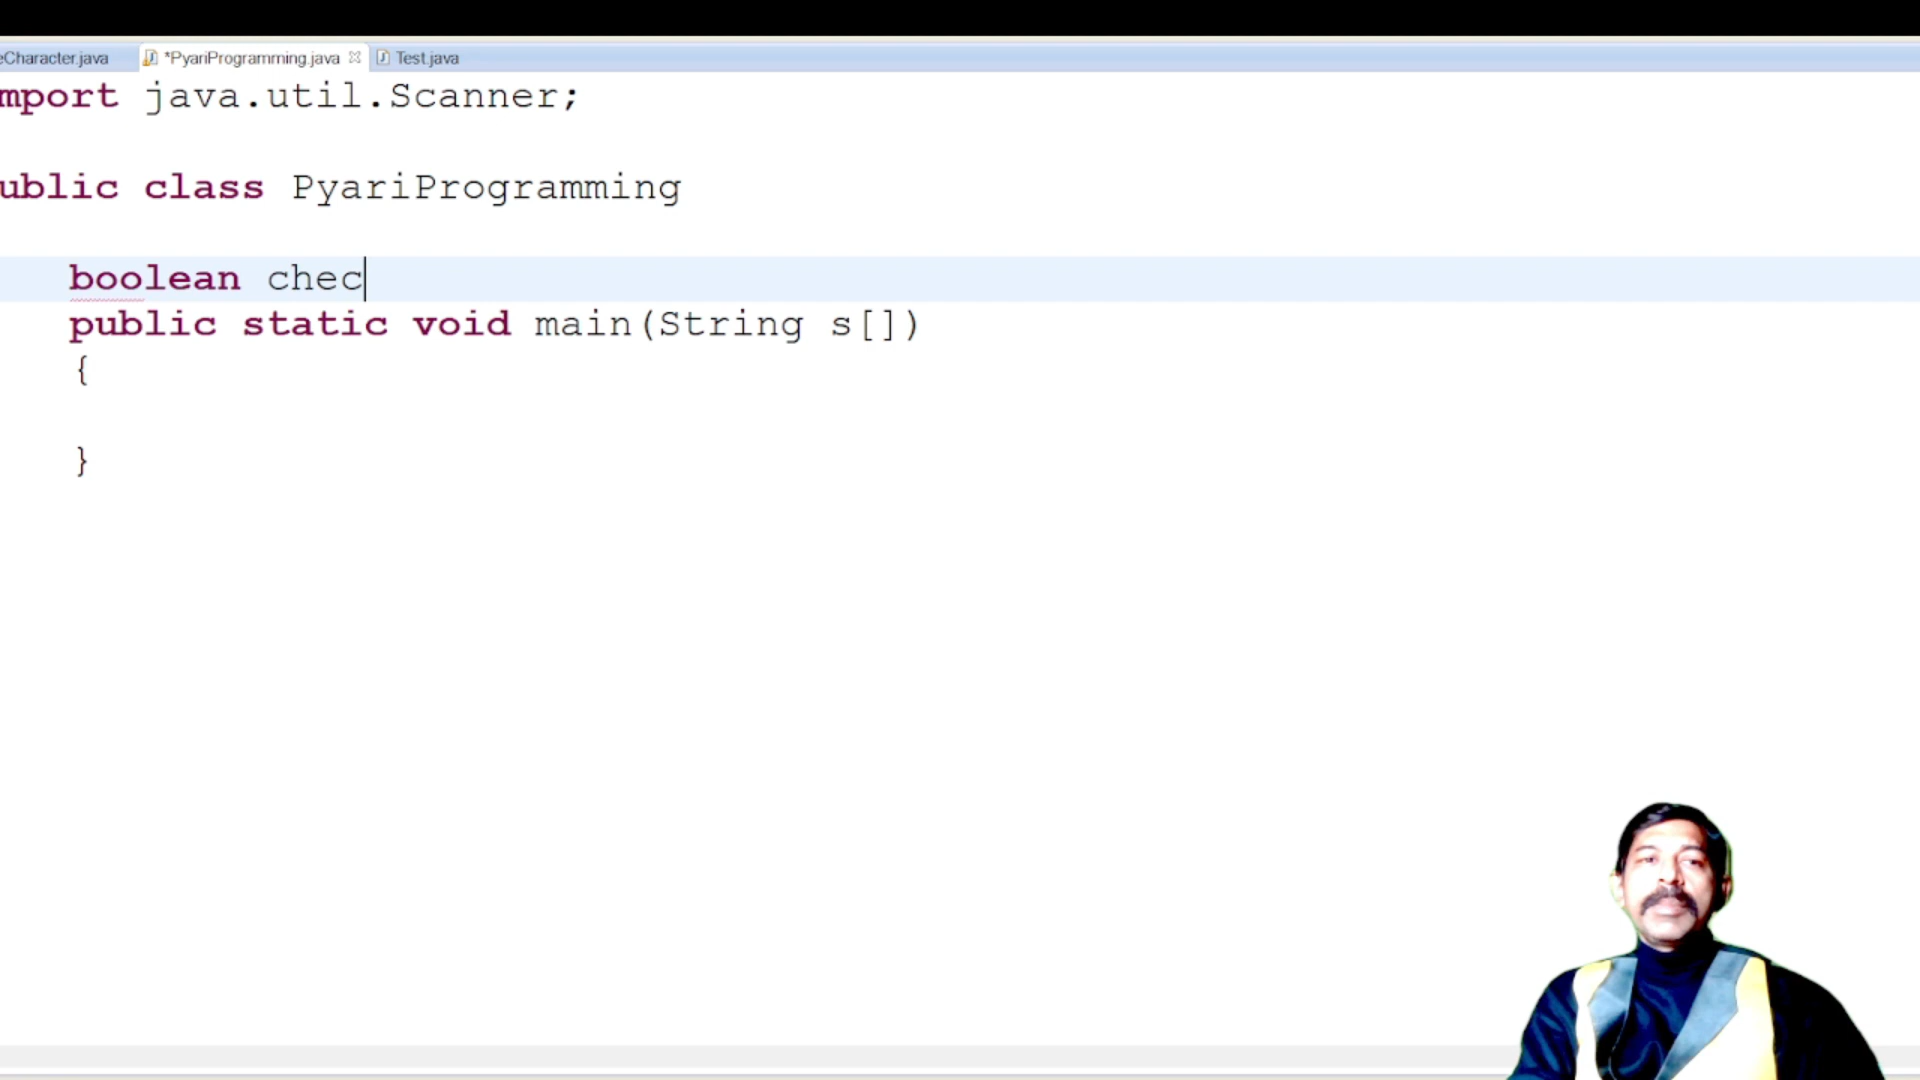 eCharacter.java *PyariProgramming.java Test.java
mport java.util.Scanner;
ublic class PyariProgramming
boolean chec
public static void main(String s[])
{
}